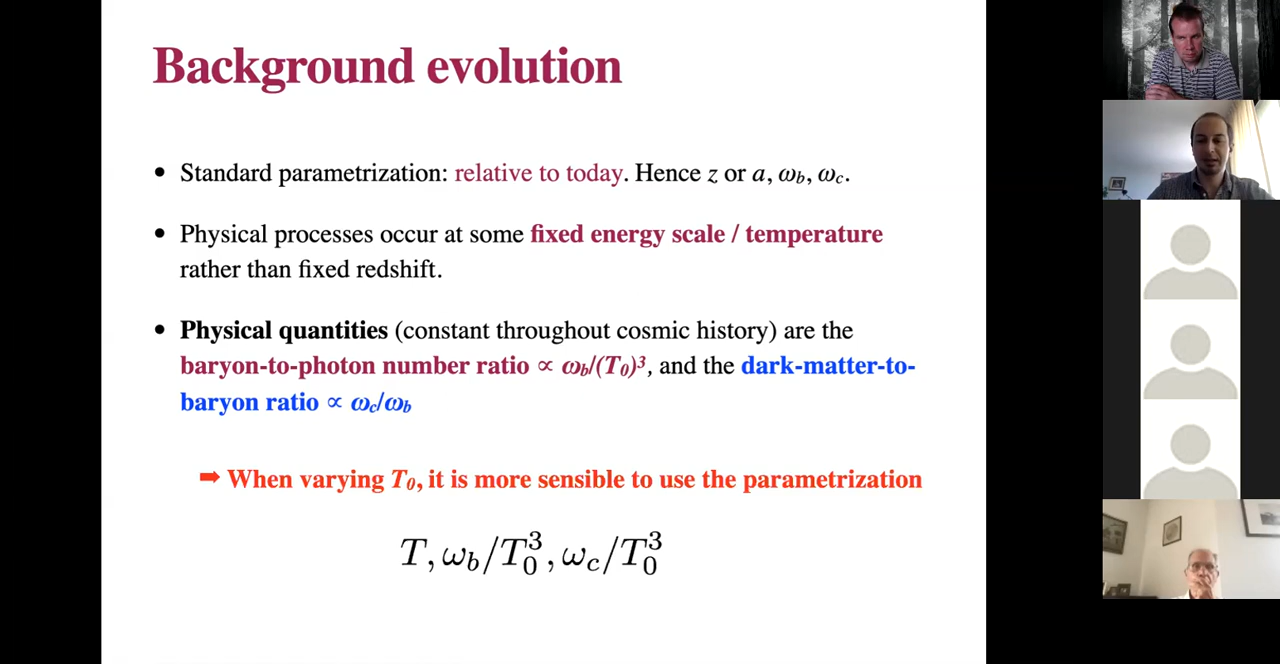 Background evolution
• Standard parametrization: relative to today. Hence z or a, ωb, ωc.
• Physical processes occur at some fixed energy scale / temperature
rather than fixed redshift.
• Physical quantities (constant throughout cosmic history) are the
baryon-to-photon number ratio ∝ ωb/(T₀)³, and the dark-matter-to-
baryon ratio ∝ ωc/ωb
➡ When varying T₀, it is more sensible to use the parametrization
T, ωb/T₀³, ωc/T₀³